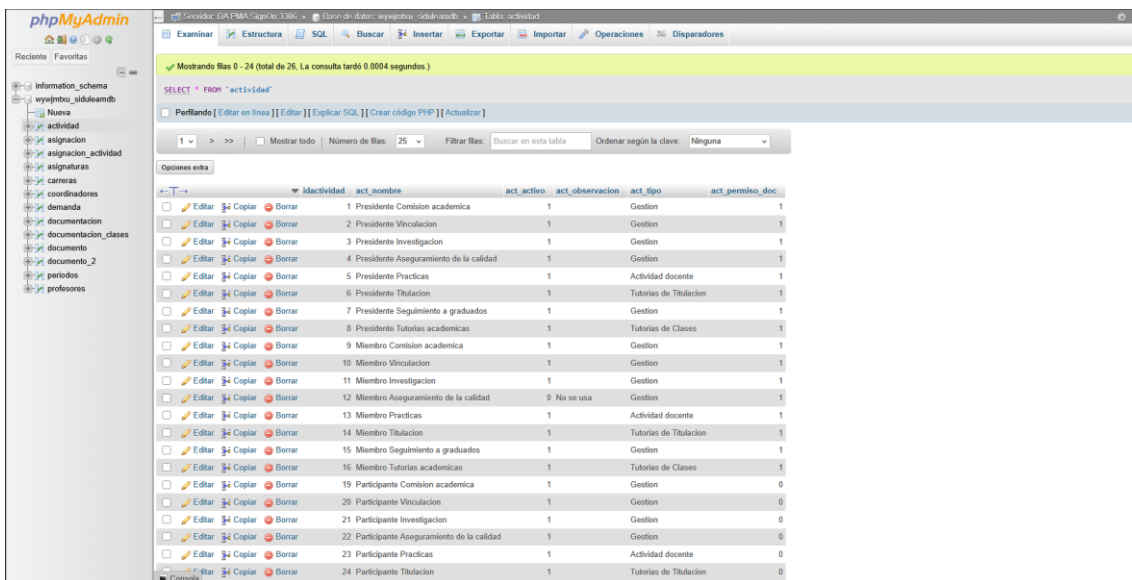 phpMyAdmin
Reciente Favoritas
information_schema
wywjmtxu_siduleamdb
Nueva
actividad
asignacion
asignacion_actividad
asignaturas
carreras
coordinadores
demanda
documentacion
documentacion_clases
documento
documento_2
periodos
profesores
Servidor: DA PMA SignOn:3306 » Base de datos: wywjmtxu_siduleamdb » Tabla: actividad
Examinar Estructura SQL Buscar Insertar Exportar Importar Operaciones Disparadores
Mostrando filas 0 - 24 (total de 26, La consulta tardó 0.0004 segundos.)
SELECT * FROM `actividad`
Perfilando [ Editar en línea ] [ Editar ] [ Explicar SQL ] [ Crear código PHP ] [ Actualizar ]
1 > >> Mostrar todo Número de filas: 25 Filtrar filas: Buscar en esta tabla Ordenar según la clave: Ninguna
Opciones extra
←T→ idactividad act_nombre act_activo act_observacion act_tipo act_permiso_doc
Editar Copiar Borrar 1 Presidente Comision academica 1 Gestion 1
Editar Copiar Borrar 2 Presidente Vinculacion 1 Gestion 1
Editar Copiar Borrar 3 Presidente Investigacion 1 Gestion 1
Editar Copiar Borrar 4 Presidente Aseguramiento de la calidad 1 Gestion 1
Editar Copiar Borrar 5 Presidente Practicas 1 Actividad docente 1
Editar Copiar Borrar 6 Presidente Titulacion 1 Tutorias de Titulacion 1
Editar Copiar Borrar 7 Presidente Seguimiento a graduados 1 Gestion 1
Editar Copiar Borrar 8 Presidente Tutorias academicas 1 Tutorias de Clases 1
Editar Copiar Borrar 9 Miembro Comision academica 1 Gestion 1
Editar Copiar Borrar 10 Miembro Vinculacion 1 Gestion 1
Editar Copiar Borrar 11 Miembro Investigacion 1 Gestion 1
Editar Copiar Borrar 12 Miembro Aseguramiento de la calidad 0 No se usa Gestion 1
Editar Copiar Borrar 13 Miembro Practicas 1 Actividad docente 1
Editar Copiar Borrar 14 Miembro Titulacion 1 Tutorias de Titulacion 1
Editar Copiar Borrar 15 Miembro Seguimiento a graduados 1 Gestion 1
Editar Copiar Borrar 16 Miembro Tutorias academicas 1 Tutorias de Clases 1
Editar Copiar Borrar 19 Participante Comision academica 1 Gestion 0
Editar Copiar Borrar 20 Participante Vinculacion 1 Gestion 0
Editar Copiar Borrar 21 Participante Investigacion 1 Gestion 0
Editar Copiar Borrar 22 Participante Aseguramiento de la calidad 1 Gestion 0
Editar Copiar Borrar 23 Participante Practicas 1 Actividad docente 0
Editar Copiar Borrar 24 Participante Titulacion 1 Tutorias de Titulacion 0
Consola